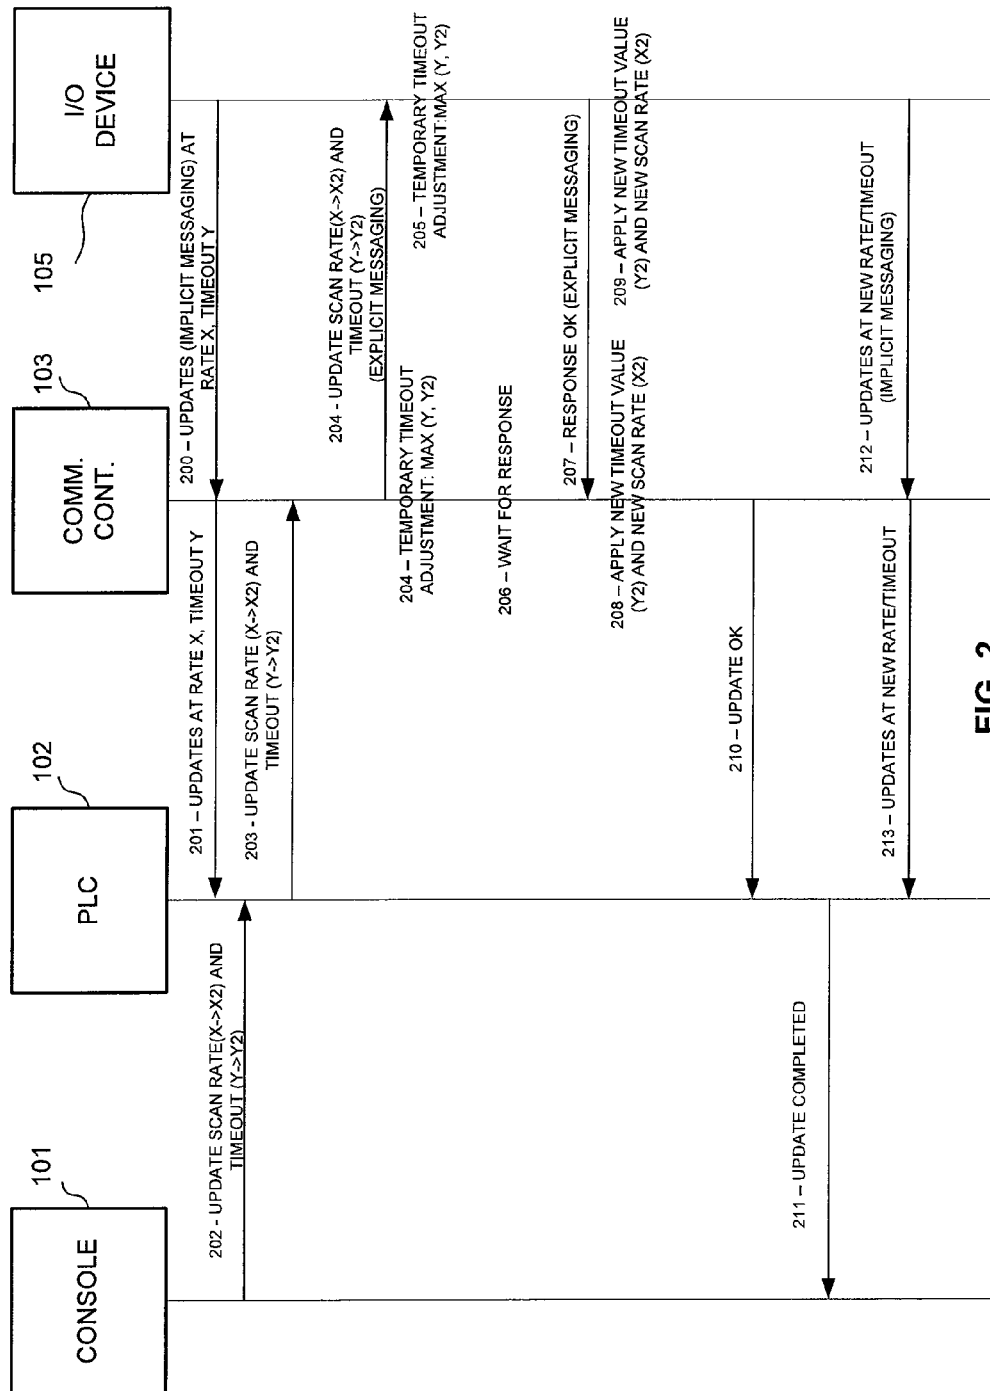 CONSOLE
101
PLC
102
COMM.
CONT.
103
I/O
DEVICE
105
200 – UPDATES (IMPLICIT MESSAGING) AT
RATE X, TIMEOUT Y
201 – UPDATES AT RATE X, TIMEOUT Y
202 - UPDATE SCAN RATE(X->X2) AND
TIMEOUT (Y->Y2)
203 - UPDATE SCAN RATE (X->X2) AND
TIMEOUT (Y->Y2)
204 - UPDATE SCAN RATE(X->X2) AND
TIMEOUT (Y->Y2)
(EXPLICIT MESSAGING)
204 – TEMPORARY TIMEOUT
ADJUSTMENT: MAX (Y, Y2)
205 – TEMPORARY TIMEOUT
ADJUSTMENT:MAX (Y, Y2)
206 – WAIT FOR RESPONSE
207 – RESPONSE OK (EXPLICIT MESSAGING)
208 – APPLY NEW TIMEOUT VALUE
(Y2) AND NEW SCAN RATE (X2)
209 – APPLY NEW TIMEOUT VALUE
(Y2) AND NEW SCAN RATE (X2)
210 – UPDATE OK
211 – UPDATE COMPLETED
212 – UPDATES AT NEW RATE/TIMEOUT
(IMPLICIT MESSAGING)
213 – UPDATES AT NEW RATE/TIMEOUT
FIG. 2